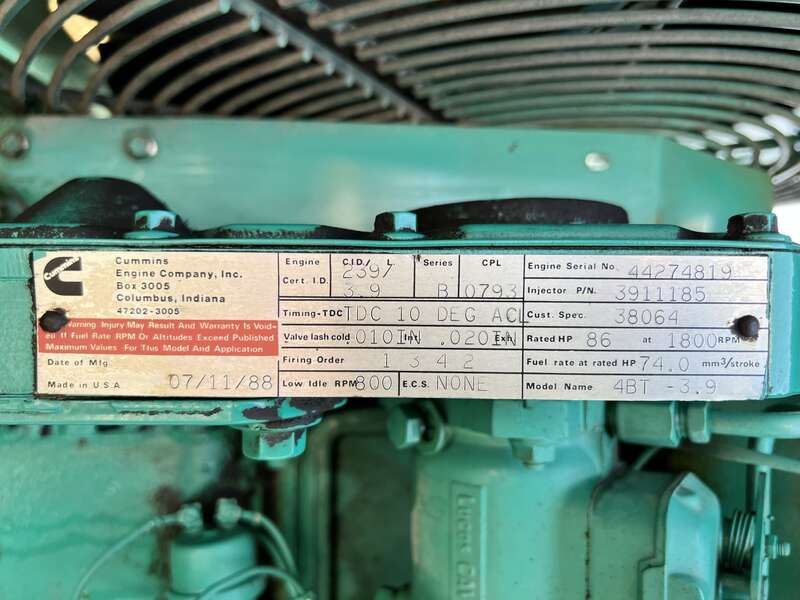 Cummins
Cummins
Engine Company, Inc.
Box 3005
Columbus, Indiana
47202-3005
Warning Injury May Result And Warranty Is Void-
ed If Fuel Rate RPM Or Altitudes Exceed Published
Maximum Values For This Model And Application
Date of Mfg.
Made in U.S.A. 07/11/88
Engine C.I.D./ L Series CPL
Cert. I.D. 239/
3.9 B 0793
Timing-TDC TDC 10 DEG ACL
Valve lash cold 010IN Int. .020IN Exh.
Firing Order 1 3 4 2
Low Idle RPM 800 E.C.S. NONE
Engine Serial No. 44274819
Injector P/N. 3911185
Cust. Spec. 38064
Rated HP 86 at 1800 RPM
Fuel rate at rated HP 74.0 mm³/stroke
Model Name 4BT -3.9
Lucas CAV